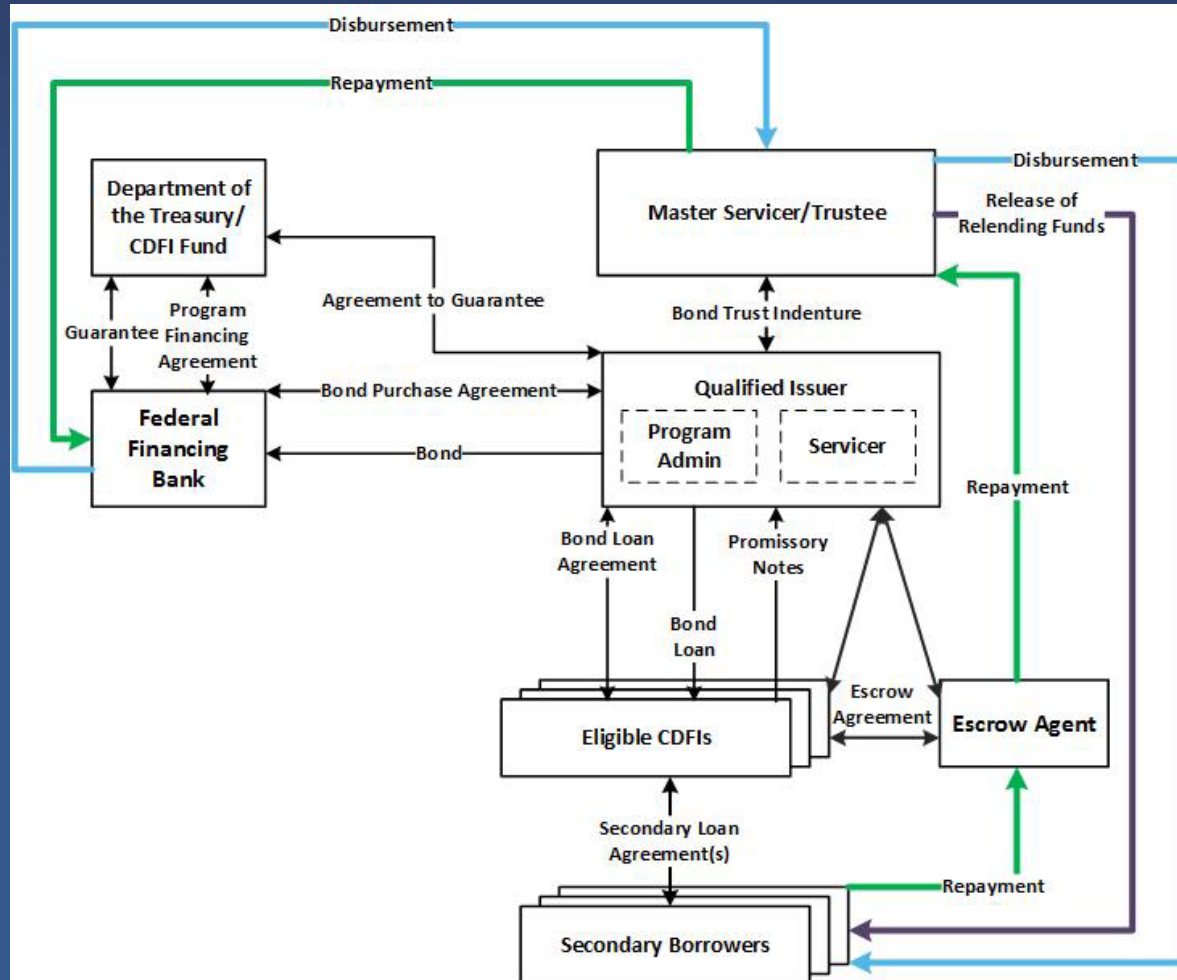 Disbursement
Repayment
Department of
the Treasury/
CDFI Fund
Master Servicer/Trustee
Disbursement
Release of
Relending Funds
Agreement to Guarantee
Guarantee
Program
Financing
Agreement
Bond Trust Indenture
Bond Purchase Agreement
Qualified Issuer
Program
Admin
Servicer
Federal
Financing
Bank
Bond
Repayment
Bond Loan
Agreement
Promissory
Notes
Bond
Loan
Escrow
Agreement
Eligible CDFIs
Escrow Agent
Secondary Loan
Agreement(s)
Repayment
Secondary Borrowers